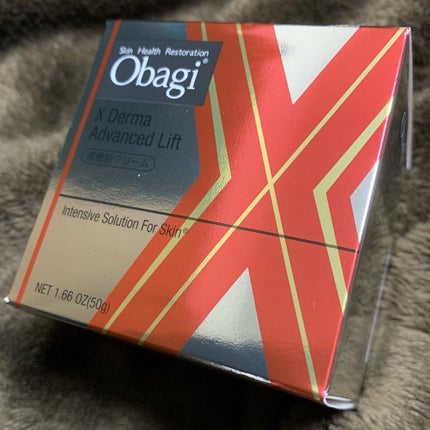 Skin Health Restoration
Obagi®
X Derma
Advanced Lift
高機能クリーム
Intensive Solution For Skin®
NET 1.66 OZ(50g)